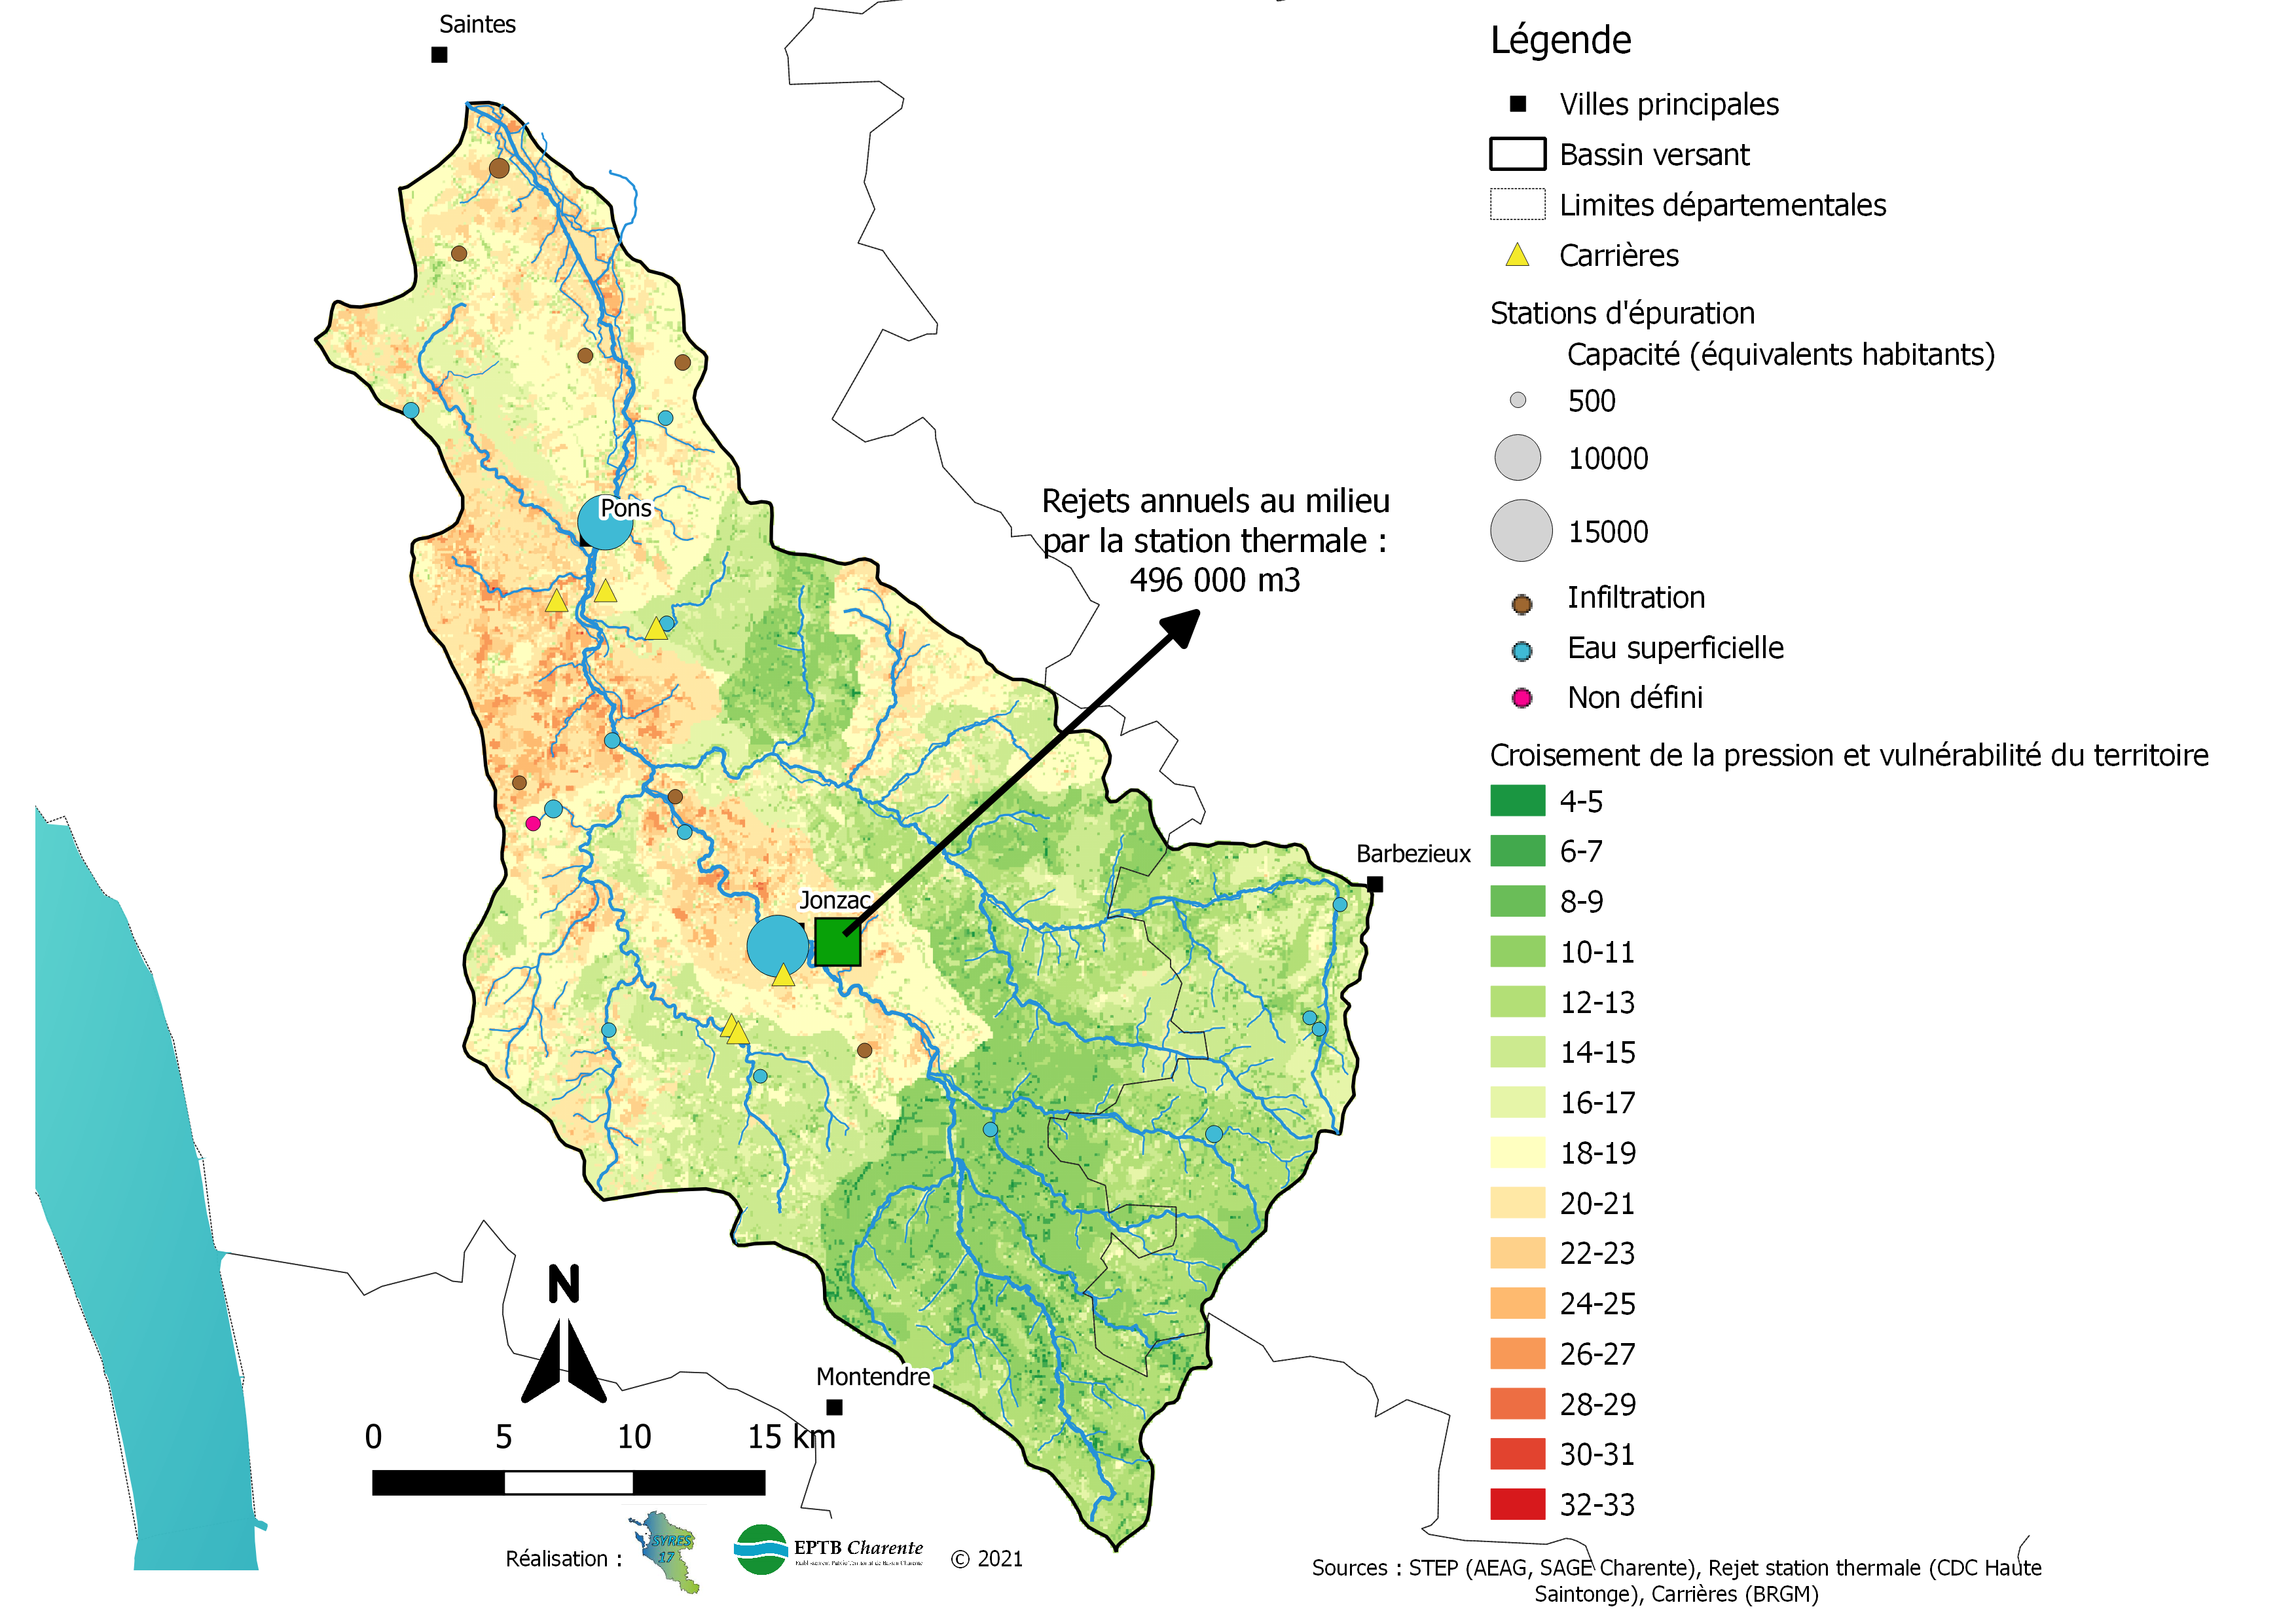 Saintes
Pons
Rejets annuels au milieu
par la station thermale :
496 000 m3
Jonzac
Barbezieux
Montendre
N
0 5 10 15 km
Réalisation :
SYRES
17
EPTB Charente
© 2021
Légende
Villes principales
Bassin versant
Limites départementales
Carrières
Stations d'épuration
Capacité (équivalents habitants)
500
10000
15000
Infiltration
Eau superficielle
Non défini
Croisement de la pression et vulnérabilité du territoire
4-5
6-7
8-9
10-11
12-13
14-15
16-17
18-19
20-21
22-23
24-25
26-27
28-29
30-31
32-33
Sources : STEP (AEAG, SAGE Charente), Rejet station thermale (CDC Haute
Saintonge), Carrières (BRGM)